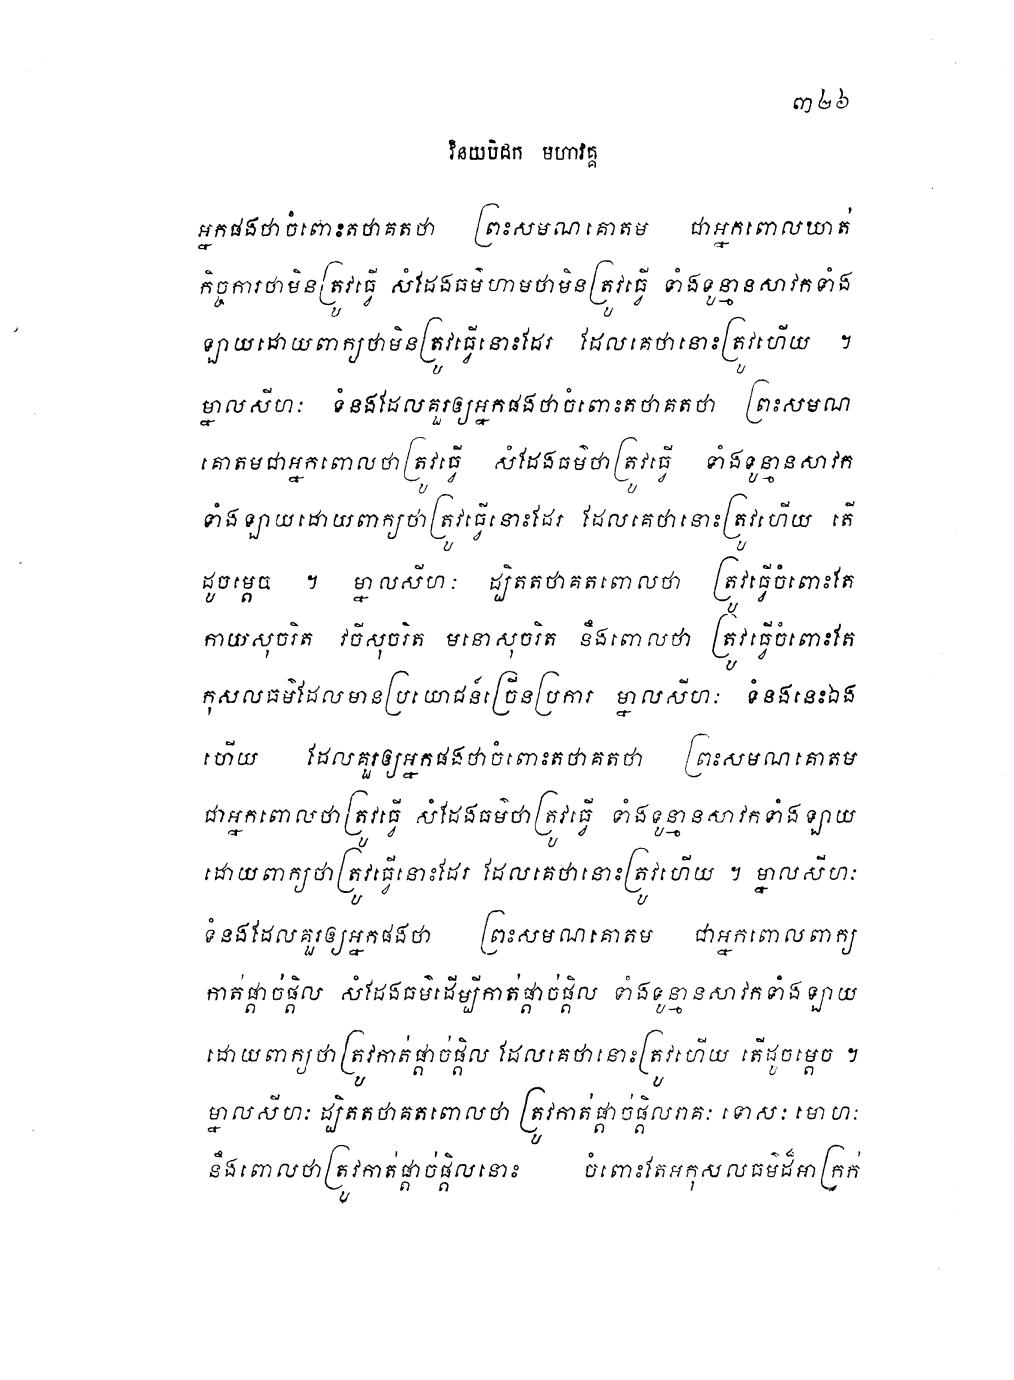 ៣២៦
វិនយបិដក មហាវគ្គ
អ្នកផងថាចំពោះតថាគតថា ព្រះសមណគោតម ជាអ្នកពោលឃាត់
កិច្ចការថាមិនត្រូវធ្វើ សំដែងធម៌ហាមថាមិនត្រូវធ្វើ ទាំងទូន្មានសាវកទាំង
ឡាយដោយពាក្យថាមិនត្រូវធ្វើនោះដែរ ដែលគេថានោះត្រូវហើយ ។
ម្នាលសីហៈ ទំនងដែលគួរឲ្យអ្នកផងថាចំពោះតថាគតថា ព្រះសមណ
គោតមជាអ្នកពោលថាត្រូវធ្វើ សំដែងធម៌ថាត្រូវធ្វើ ទាំងទូន្មានសាវក
ទាំងឡាយដោយពាក្យថាត្រូវធ្វើនោះដែរ ដែលគេថានោះត្រូវហើយ តើ
ដូចម្តេច ។ ម្នាលសីហៈ ដ្បិតតថាគតពោលថា ត្រូវធ្វើចំពោះតែ
កាយសុចរិត វចីសុចរិត មនោសុចរិត នឹងពោលថា ត្រូវធ្វើចំពោះតែ
កុសលធម៌ដែលមានប្រយោជន៍ច្រើនប្រការ ម្នាលសីហៈ ទំនងនេះឯង
ហើយ ដែលគួរឲ្យអ្នកផងថាចំពោះតថាគតថា ព្រះសមណគោតម
ជាអ្នកពោលថាត្រូវធ្វើ សំដែងធម៌ថាត្រូវធ្វើ ទាំងទូន្មានសាវកទាំងឡាយ
ដោយពាក្យថាត្រូវធ្វើនោះដែរ ដែលគេថានោះត្រូវហើយ ។ ម្នាលសីហៈ
ទំនងដែលគួរឲ្យអ្នកផងថា ព្រះសមណគោតម ជាអ្នកពោលពាក្យ
កាត់ផ្តាច់ផ្តិល សំដែងធម៌ដើម្បីកាត់ផ្តាច់ផ្តិល ទាំងទូន្មានសាវកទាំងឡាយ
ដោយពាក្យថាត្រូវកាត់ផ្តាច់ផ្តិល ដែលគេថានោះត្រូវហើយ តើដូចម្តេច ។
ម្នាលសីហៈ ដ្បិតតថាគតពោលថា ត្រូវកាត់ផ្តាច់ផ្តិលរាគៈ ទោសៈ មោហៈ
នឹងពោលថាត្រូវកាត់ផ្តាច់ផ្តិលនោះ ចំពោះតែអកុសលធម៌ដ៏អាក្រក់